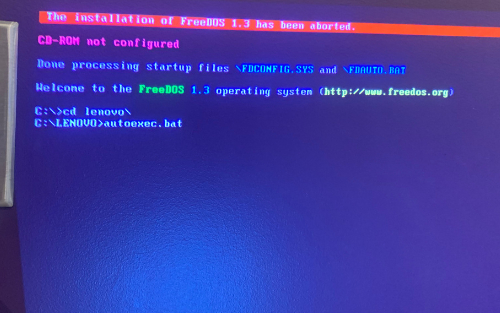 The installation of FreeDOS 1.3 has been aborted.
CD-ROM not configured
Done processing startup files \FDCONFIG.SYS and \FDAUTO.BAT
Welcome to the FreeDOS 1.3 operating system (http://www.freedos.org)
C:\>cd lenovo\
C:\LENOVO>autoexec.bat